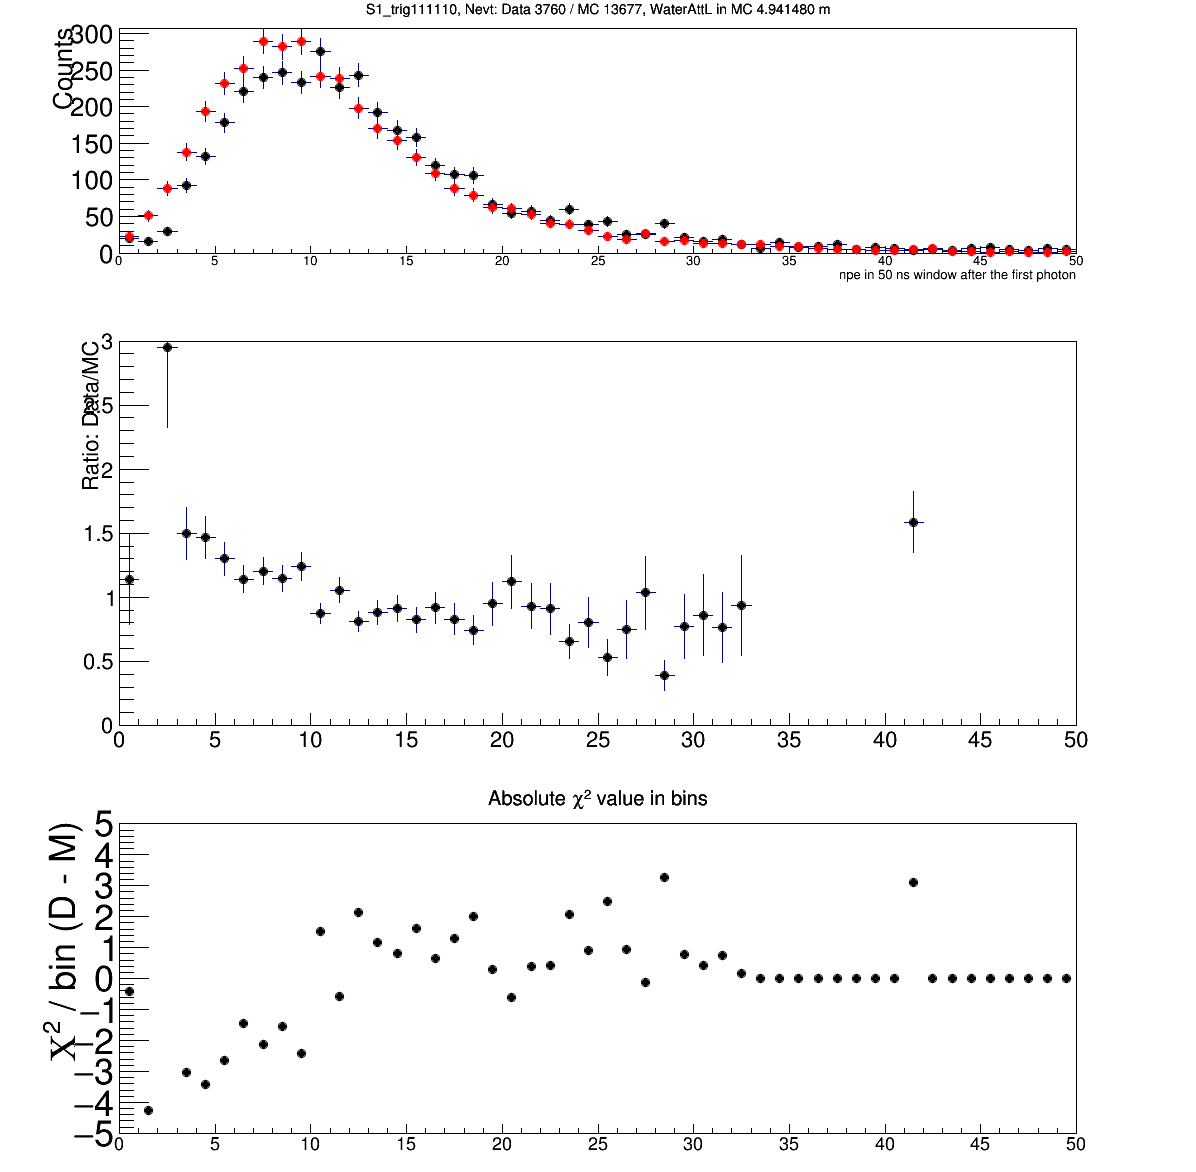 S1_trig111110, Nevt: Data 3760 / MC 13677, WaterAttL in MC 4.941480 m
Counts
300
250
200
150
100
50
0
0 5 10 15 20 25 30 35 40 45 50
npe in 50 ns window after the first photon
Ratio: Data/MC
3
2.5
2
1.5
1
0.5
0
0 5 10 15 20 25 30 35 40 45 50
Absolute χ² value in bins
X² / bin (D - M)
5
4
3
2
1
0
−1
−2
−3
−4
−5
0 5 10 15 20 25 30 35 40 45 50